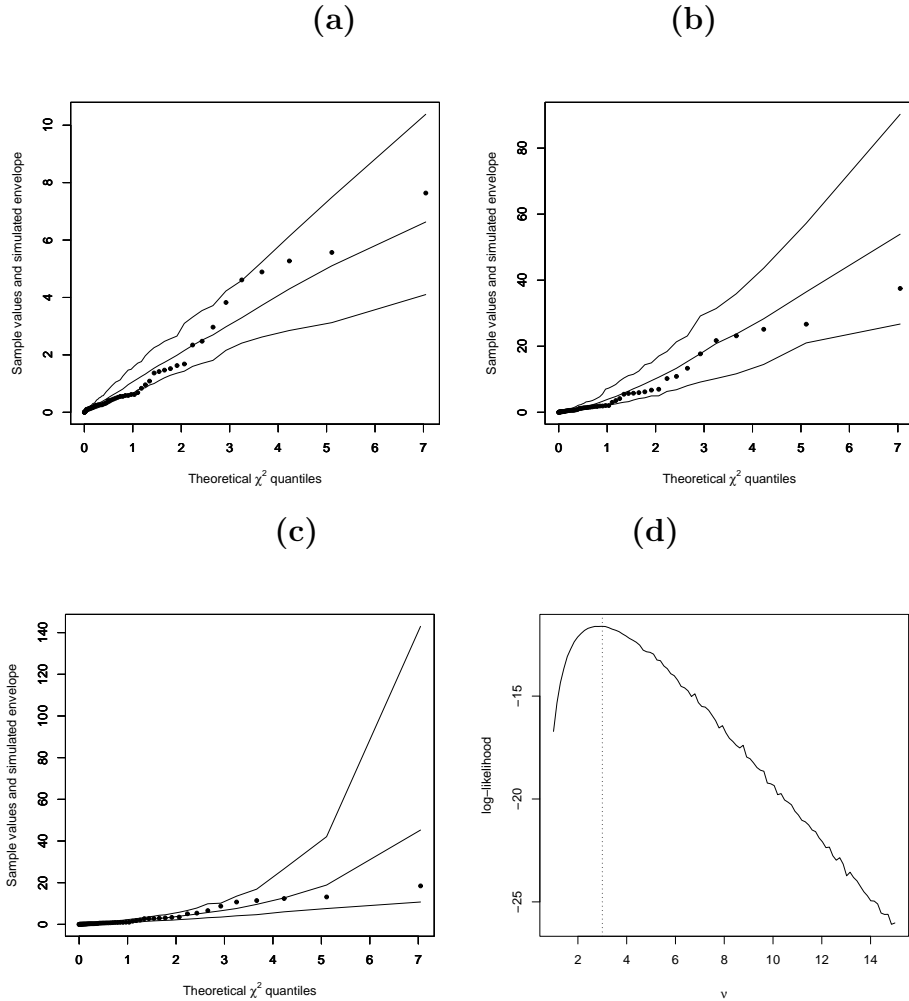 (a)
Sample values and simulated envelope
0 2 4 6 8 10
0 1 2 3 4 5 6 7
Theoretical χ² quantiles
(b)
Sample values and simulated envelope
0 20 40 60 80
0 1 2 3 4 5 6 7
Theoretical χ² quantiles
(c)
Sample values and simulated envelope
0 20 40 60 80 100 120 140
0 1 2 3 4 5 6 7
Theoretical χ² quantiles
(d)
log−likelihood
−25 −20 −15
2 4 6 8 10 12 14
ν